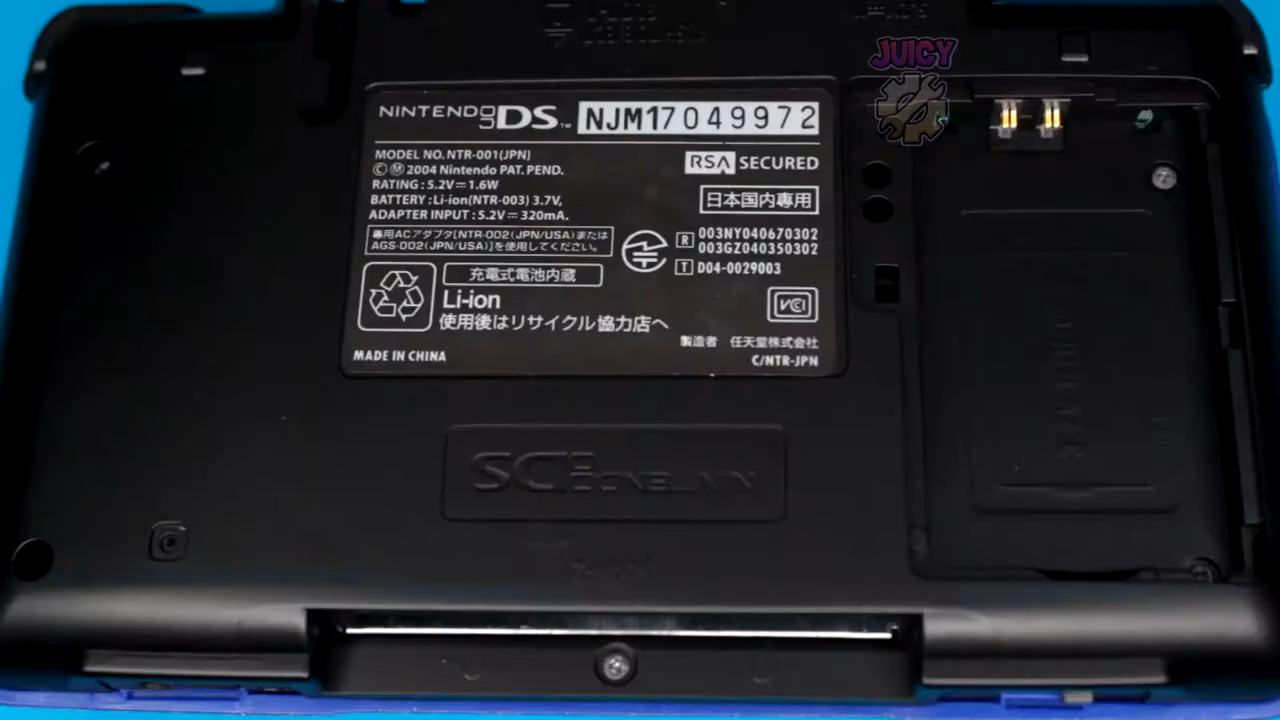 JUICY
NINTENDO DS™ NJM17049972
MODEL NO. NTR-001(JPN)
Ⓒ Ⓜ 2004 Nintendo PAT. PEND.
RATING : 5.2V⎓1.6W
BATTERY : Li-ion(NTR-003) 3.7V,
ADAPTER INPUT : 5.2V⎓320mA.
RSA SECURED
日本国内専用
専用ACアダプタ[NTR-002(JPN/USA)または
AGS-002(JPN/USA)]を使用してください。
R 003NY040670302
003GZ040350302
T D04-0029003
充電式電池内蔵
Li-ion
使用後はリサイクル協力店へ
VCI
製造者 任天堂株式会社
MADE IN CHINA
C/NTR-JPN